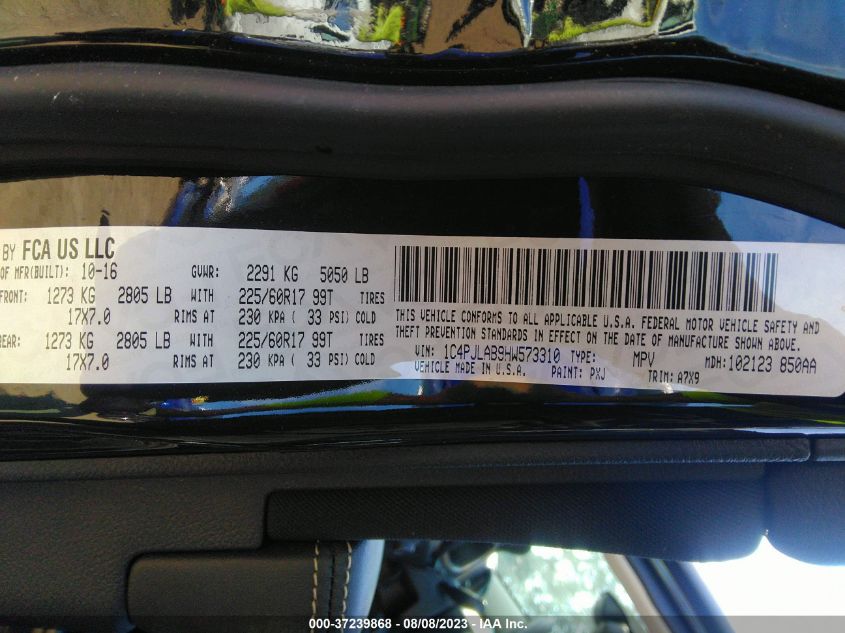 BY FCA US LLC
OF MFR(BUILT): 10-16 GVWR: 2291 KG 5050 LB
FRONT: 1273 KG 2805 LB WITH 225/60R17 99T TIRES
17X7.0 RIMS AT 230 KPA ( 33 PSI) COLD
REAR: 1273 KG 2805 LB WITH 225/60R17 99T TIRES
17X7.0 RIMS AT 230 KPA ( 33 PSI) COLD
THIS VEHICLE CONFORMS TO ALL APPLICABLE U.S.A. FEDERAL MOTOR VEHICLE SAFETY AND
THEFT PREVENTION STANDARDS IN EFFECT ON THE DATE OF MANUFACTURE SHOWN ABOVE.
VIN: 1C4PJLAB9HW573310 TYPE: MPV MDH: 102123 850AA
VEHICLE MADE IN U.S.A. PAINT: PXJ TRIM: A7X9
000-37239868 - 08/08/2023 - IAA Inc.